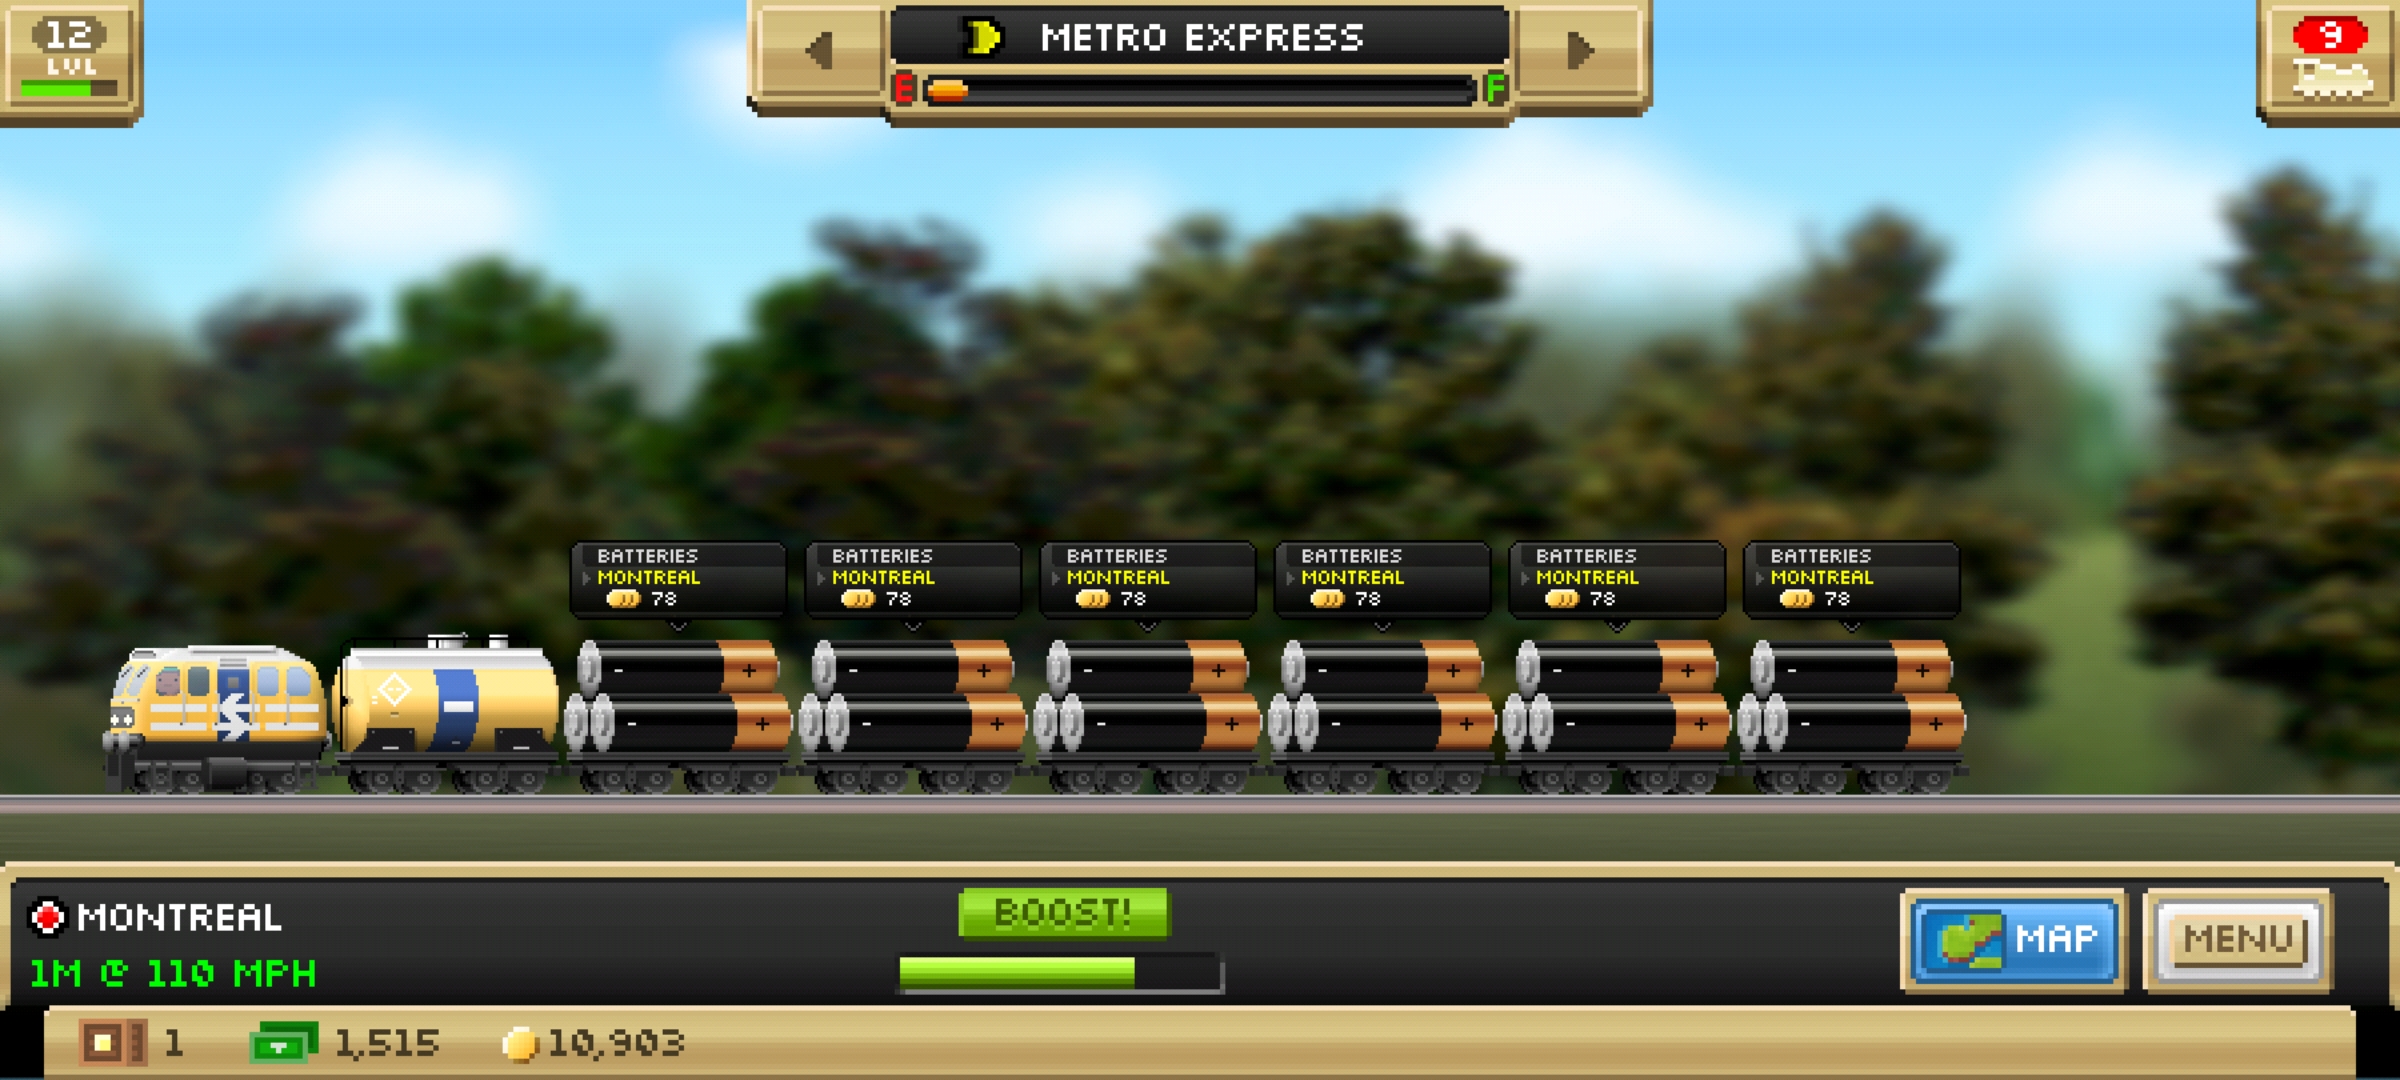 12
LVL
METRO EXPRESS
E F
9
BATTERIES
MONTREAL
78
BATTERIES
MONTREAL
78
BATTERIES
MONTREAL
78
BATTERIES
MONTREAL
78
BATTERIES
MONTREAL
78
BATTERIES
MONTREAL
78
- +
- +
- +
- +
- +
- +
- +
- +
- +
- +
- +
- +
MONTREAL
1M @ 110 MPH
BOOST!
MAP
MENU
1
1,515
10,903